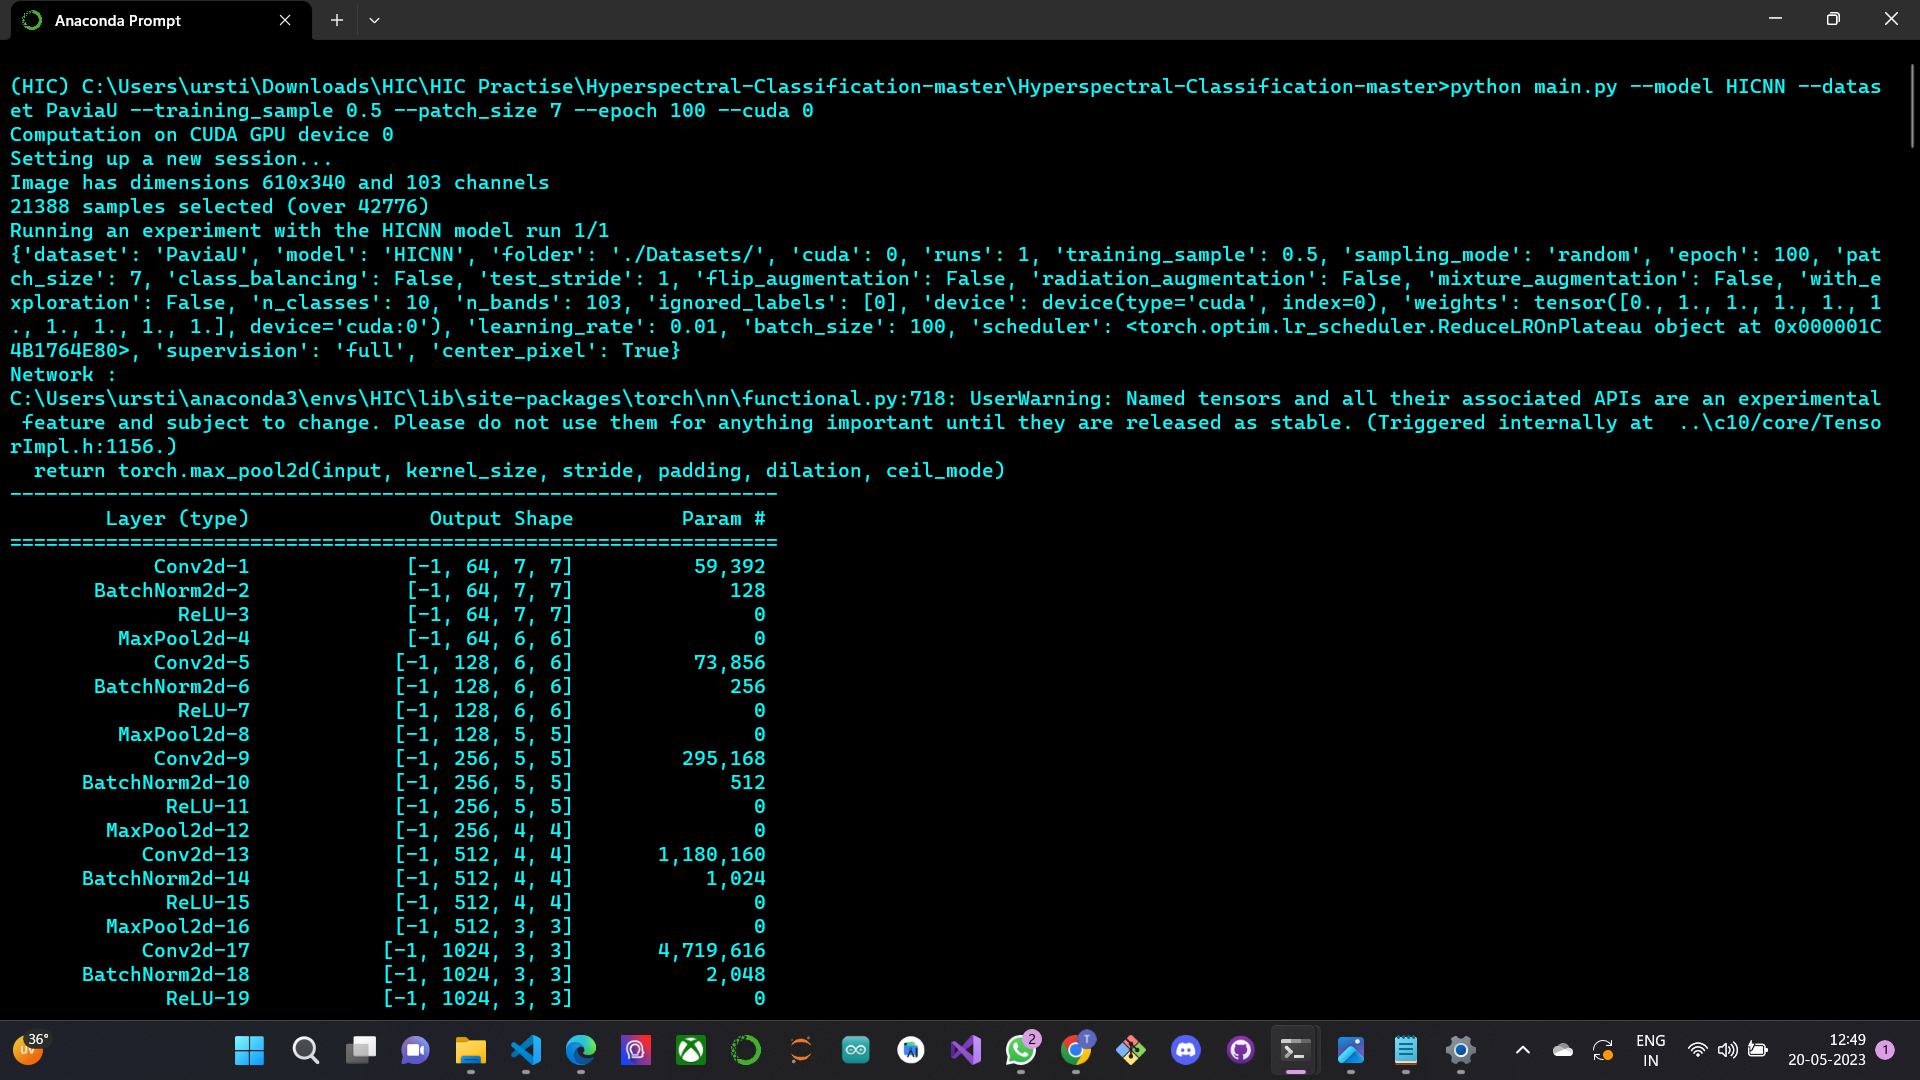 Anaconda Prompt
(HIC) C:\Users\ursti\Downloads\HIC\HIC Practise\Hyperspectral-Classification-master\Hyperspectral-Classification-master>python main.py --model HICNN --datas
et PaviaU --training_sample 0.5 --patch_size 7 --epoch 100 --cuda 0
Computation on CUDA GPU device 0
Setting up a new session...
Image has dimensions 610x340 and 103 channels
21388 samples selected (over 42776)
Running an experiment with the HICNN model run 1/1
{'dataset': 'PaviaU', 'model': 'HICNN', 'folder': './Datasets/', 'cuda': 0, 'runs': 1, 'training_sample': 0.5, 'sampling_mode': 'random', 'epoch': 100, 'pat
ch_size': 7, 'class_balancing': False, 'test_stride': 1, 'flip_augmentation': False, 'radiation_augmentation': False, 'mixture_augmentation': False, 'with_e
xploration': False, 'n_classes': 10, 'n_bands': 103, 'ignored_labels': [0], 'device': device(type='cuda', index=0), 'weights': tensor([0., 1., 1., 1., 1., 1
., 1., 1., 1., 1.], device='cuda:0'), 'learning_rate': 0.01, 'batch_size': 100, 'scheduler': <torch.optim.lr_scheduler.ReduceLROnPlateau object at 0x000001C
4B1764E80>, 'supervision': 'full', 'center_pixel': True}
Network :
C:\Users\ursti\anaconda3\envs\HIC\lib\site-packages\torch\nn\functional.py:718: UserWarning: Named tensors and all their associated APIs are an experimental
 feature and subject to change. Please do not use them for anything important until they are released as stable. (Triggered internally at  ..\c10/core/Tenso
rImpl.h:1156.)
  return torch.max_pool2d(input, kernel_size, stride, padding, dilation, ceil_mode)
----------------------------------------------------------------
        Layer (type)               Output Shape         Param #
================================================================
            Conv2d-1             [-1, 64, 7, 7]          59,392
       BatchNorm2d-2             [-1, 64, 7, 7]             128
              ReLU-3             [-1, 64, 7, 7]               0
         MaxPool2d-4             [-1, 64, 6, 6]               0
            Conv2d-5            [-1, 128, 6, 6]          73,856
       BatchNorm2d-6            [-1, 128, 6, 6]             256
              ReLU-7            [-1, 128, 6, 6]               0
         MaxPool2d-8            [-1, 128, 5, 5]               0
            Conv2d-9            [-1, 256, 5, 5]         295,168
      BatchNorm2d-10            [-1, 256, 5, 5]             512
             ReLU-11            [-1, 256, 5, 5]               0
        MaxPool2d-12            [-1, 256, 4, 4]               0
           Conv2d-13            [-1, 512, 4, 4]       1,180,160
      BatchNorm2d-14            [-1, 512, 4, 4]           1,024
             ReLU-15            [-1, 512, 4, 4]               0
        MaxPool2d-16            [-1, 512, 3, 3]               0
           Conv2d-17           [-1, 1024, 3, 3]       4,719,616
      BatchNorm2d-18           [-1, 1024, 3, 3]           2,048
             ReLU-19           [-1, 1024, 3, 3]               0
36°
UV
2
T
ENG
IN
12:49
20-05-2023
1